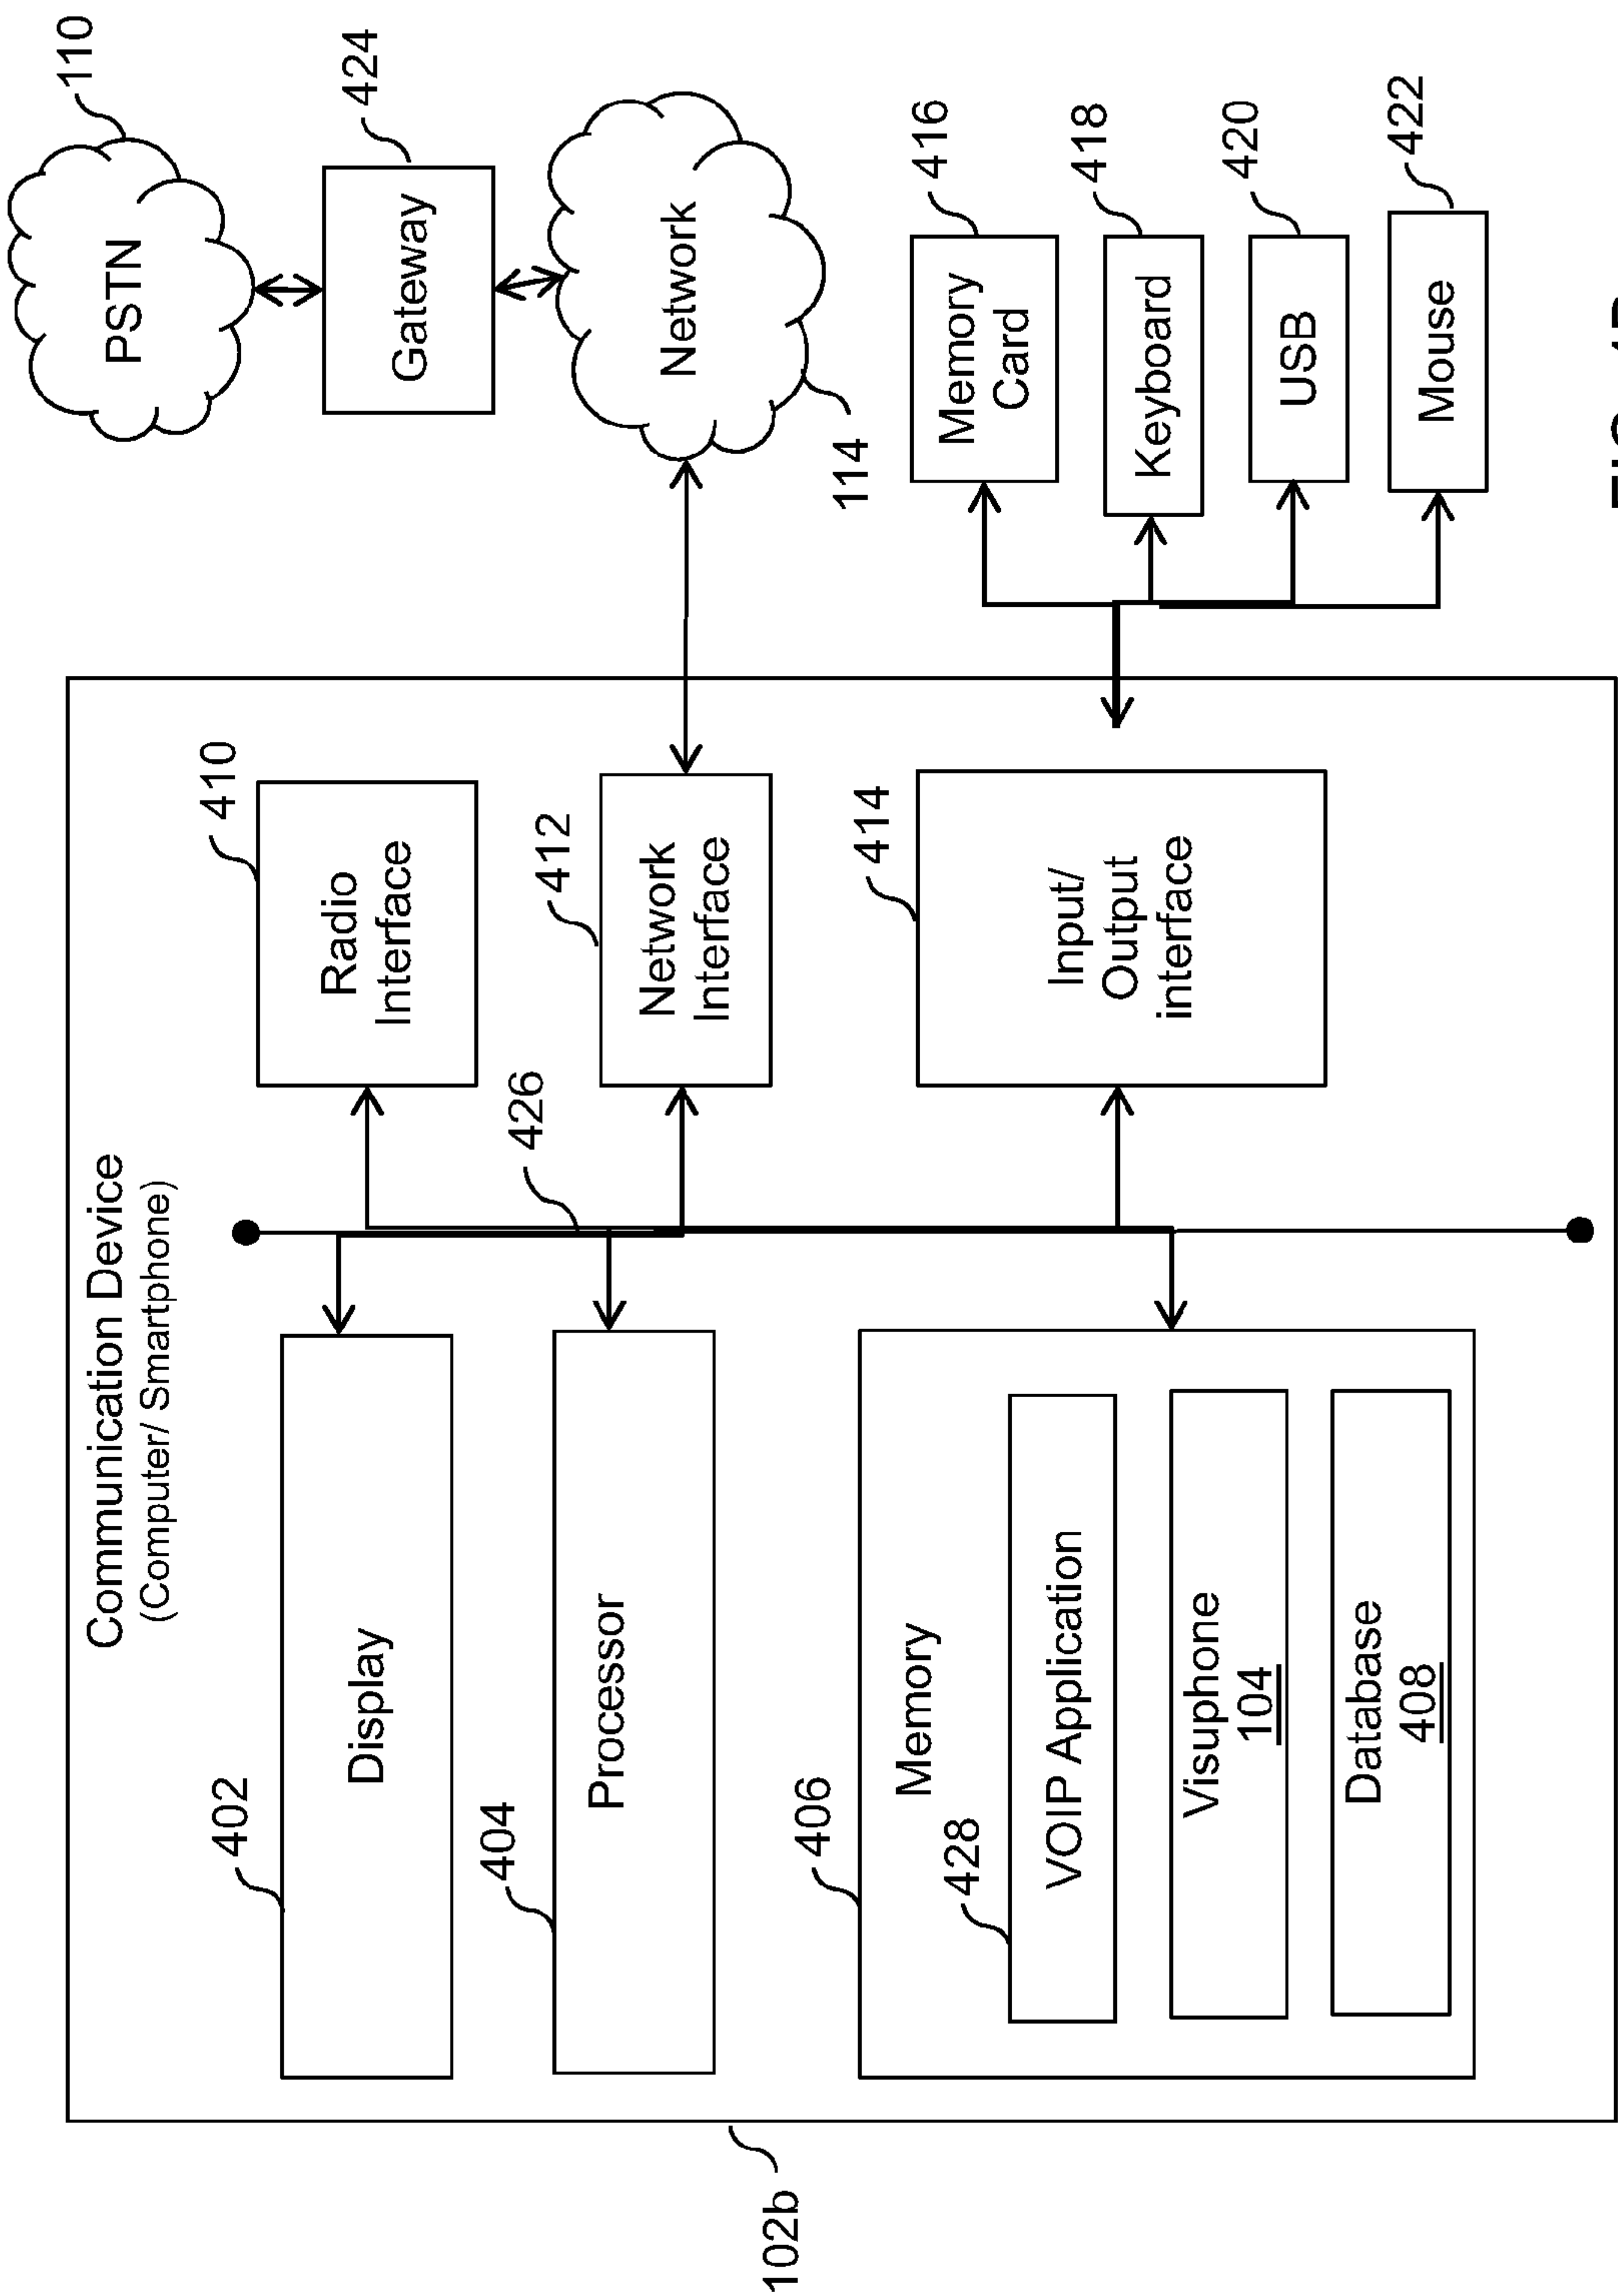 Communication Device
(Computer/ Smartphone)
102b
402
Display
404
Processor
406
Memory
428
VOIP Application
Visuphone
104
Database
408
426
410
Radio
Interface
412
Network
Interface
414
Input/
Output
interface
PSTN
110
Gateway
424
Network
114
Memory
Card
416
Keyboard
418
USB
420
Mouse
422